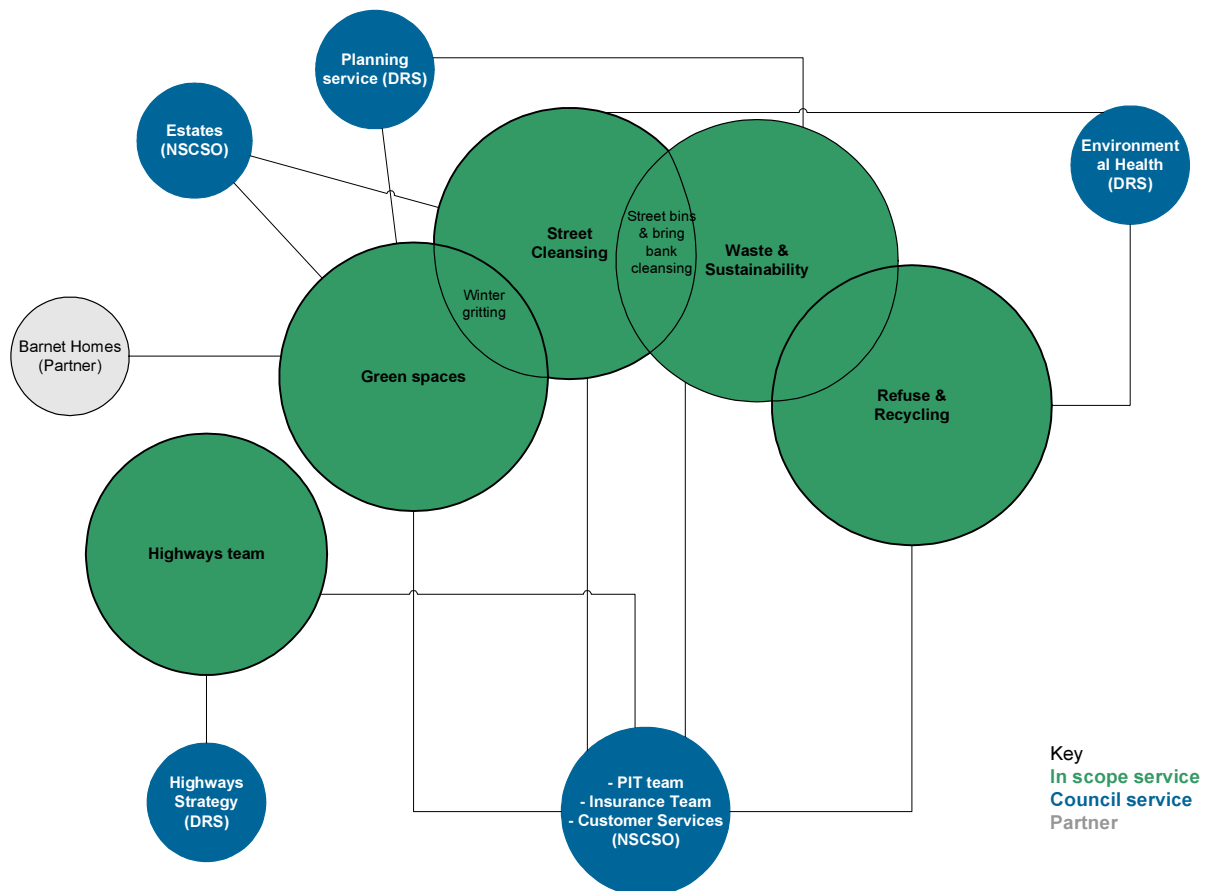 Planning
service (DRS)
Estates
(NSCSO)
Environment
al Health
(DRS)
Street
Cleansing
Street bins
& bring
bank
cleansing
Waste &
Sustainability
Winter
gritting
Barnet Homes
(Partner)
Green spaces
Refuse &
Recycling
Highways team
Highways
Strategy
(DRS)
- PIT team
- Insurance Team
- Customer Services
(NSCSO)
Key
In scope service
Council service
Partner